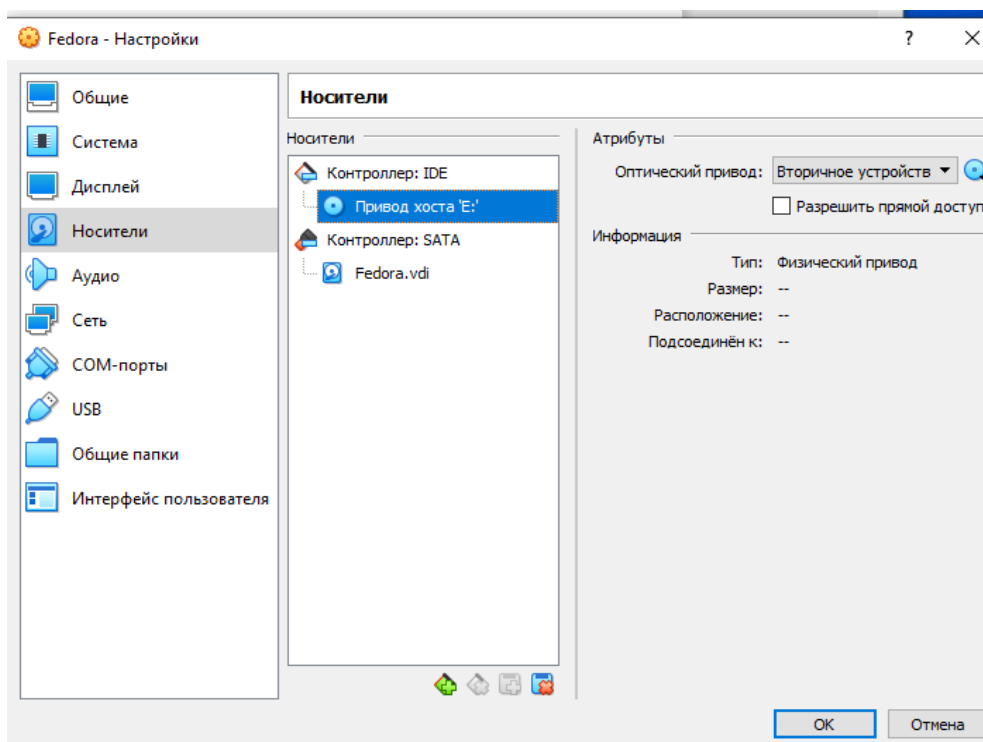 Fedora - Настройки
?
Общие
Система
Дисплей
Носители
Аудио
Сеть
COM-порты
USB
Общие папки
Интерфейс пользователя
Носители
Носители
Контроллер: IDE
Привод хоста 'E:'
Контроллер: SATA
Fedora.vdi
Атрибуты
Оптический привод: Вторичное устройств
Разрешить прямой доступ
Информация
Тип: Физический привод
Размер: --
Расположение: --
Подсоединён к: --
OK Отмена